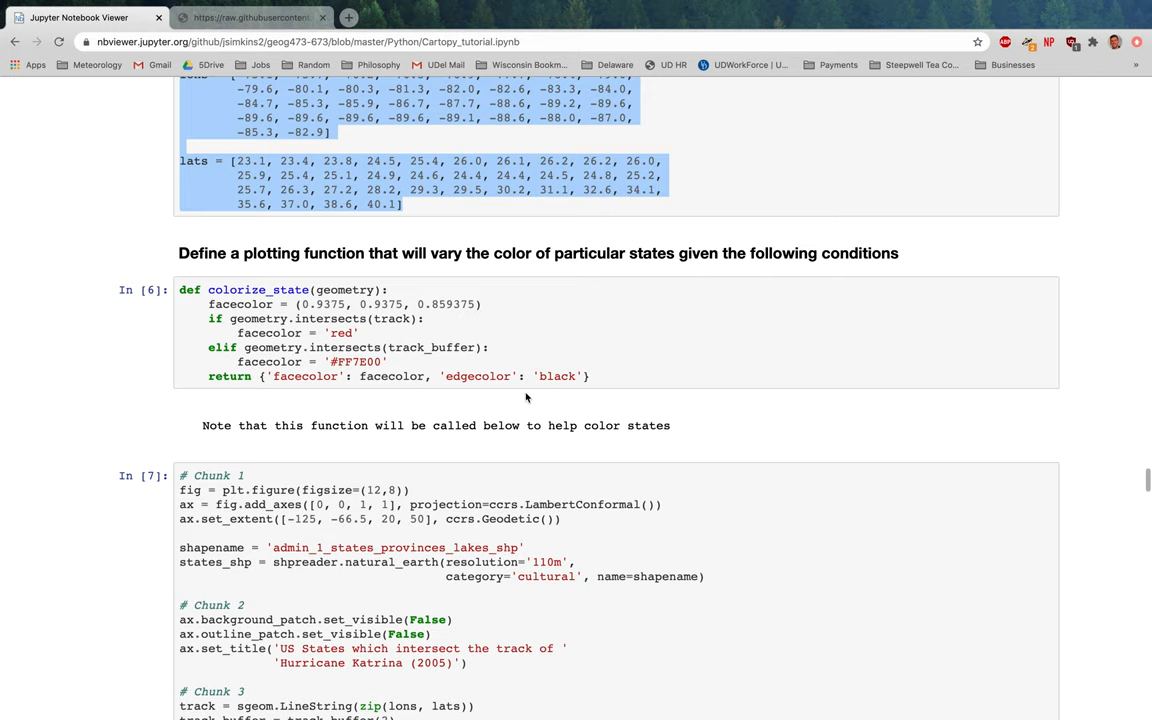 Jupyter Notebook Viewer
https://raw.githubusercontent.
nbviewer.jupyter.org/github/jsimkins2/geog473-673/blob/master/Python/Cartopy_tutorial.ipynb
Apps Meteorology Gmail 5Drive Jobs Random Philosophy UDel Mail Wisconsin Bookm... Delaware UD HR UDWorkForce | U... Payments Steepwell Tea Co... Businesses »
-79.6, -80.1, -80.3, -81.3, -82.0, -82.6, -83.3, -84.0,
-84.7, -85.3, -85.9, -86.7, -87.7, -88.6, -89.2, -89.6,
-89.6, -89.6, -89.6, -89.6, -89.1, -88.6, -88.0, -87.0,
-85.3, -82.9]
lats = [23.1, 23.4, 23.8, 24.5, 25.4, 26.0, 26.1, 26.2, 26.2, 26.0,
25.9, 25.4, 25.1, 24.9, 24.6, 24.4, 24.4, 24.5, 24.8, 25.2,
25.7, 26.3, 27.2, 28.2, 29.3, 29.5, 30.2, 31.1, 32.6, 34.1,
35.6, 37.0, 38.6, 40.1]
Define a plotting function that will vary the color of particular states given the following conditions
In [6]: def colorize_state(geometry):
facecolor = (0.9375, 0.9375, 0.859375)
if geometry.intersects(track):
facecolor = 'red'
elif geometry.intersects(track_buffer):
facecolor = '#FF7E00'
return {'facecolor': facecolor, 'edgecolor': 'black'}
Note that this function will be called below to help color states
In [7]: # Chunk 1
fig = plt.figure(figsize=(12,8))
ax = fig.add_axes([0, 0, 1, 1], projection=ccrs.LambertConformal())
ax.set_extent([-125, -66.5, 20, 50], ccrs.Geodetic())
shapename = 'admin_1_states_provinces_lakes_shp'
states_shp = shpreader.natural_earth(resolution='110m',
category='cultural', name=shapename)
# Chunk 2
ax.background_patch.set_visible(False)
ax.outline_patch.set_visible(False)
ax.set_title('US States which intersect the track of '
'Hurricane Katrina (2005)')
# Chunk 3
track = sgeom.LineString(zip(lons, lats))